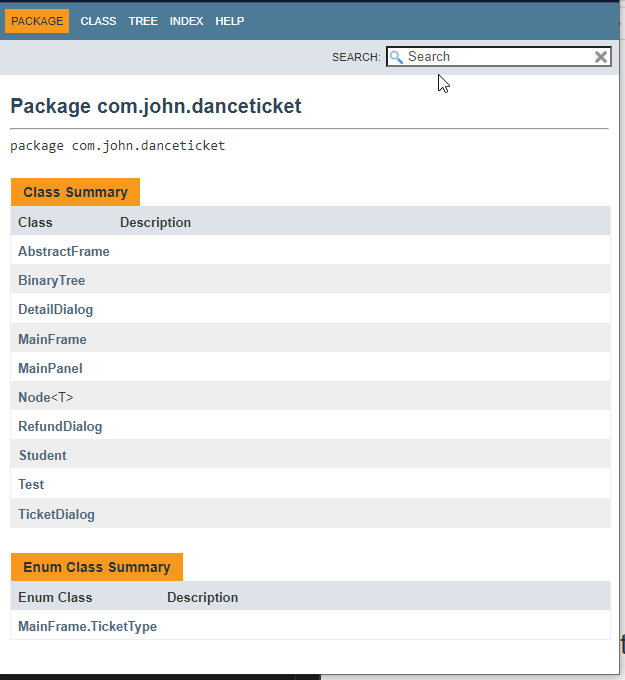 PACKAGE CLASS TREE INDEX HELP
SEARCH: Search
Package com.john.danceticket
package com.john.danceticket
Class Summary
Class Description
AbstractFrame
BinaryTree
DetailDialog
MainFrame
MainPanel
Node<T>
RefundDialog
Student
Test
TicketDialog
Enum Class Summary
Enum Class Description
MainFrame.TicketType